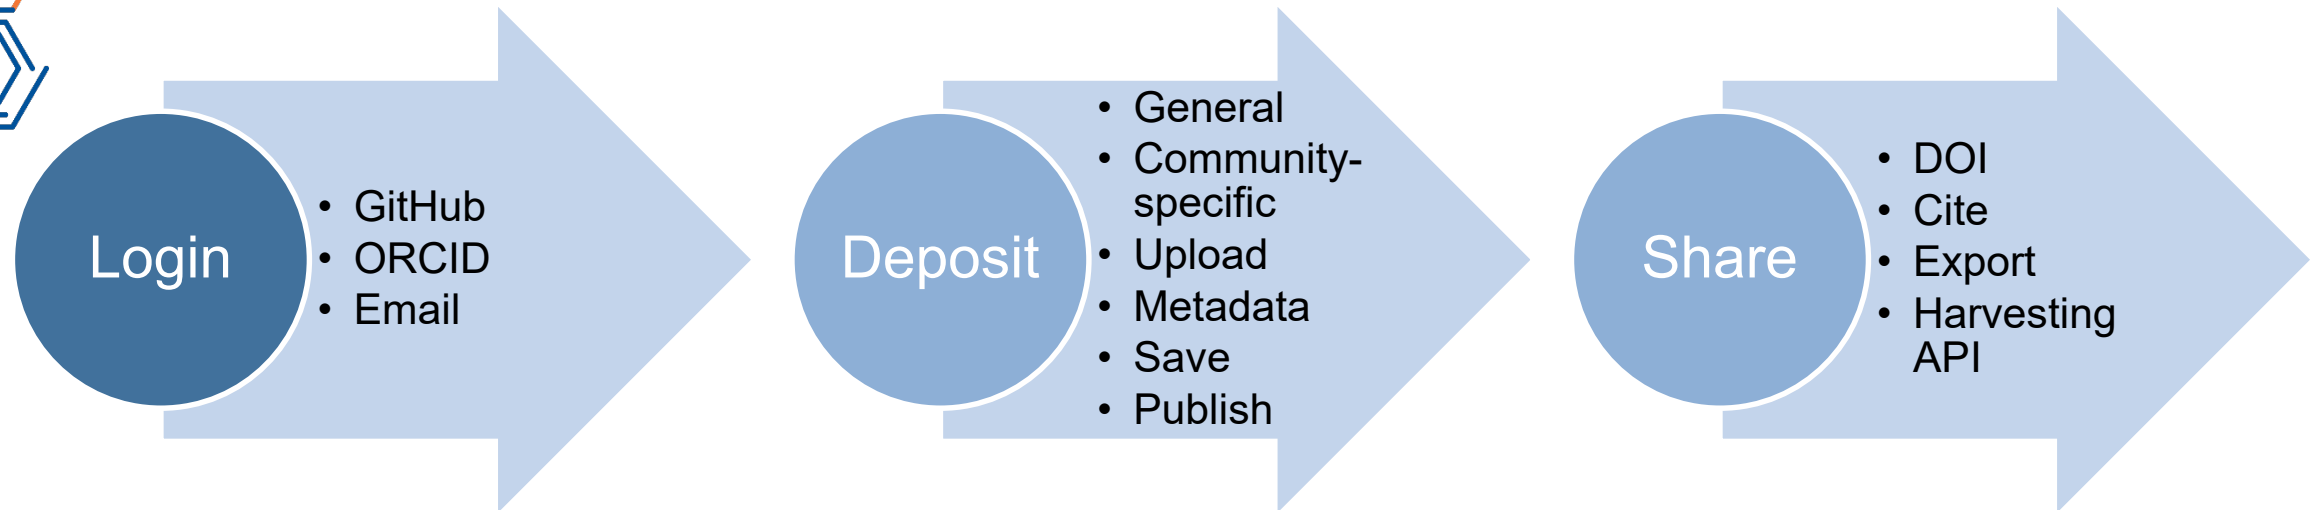 Login
• GitHub
• ORCID
• Email
Deposit
• General
• Community-
specific
• Upload
• Metadata
• Save
• Publish
Share
• DOI
• Cite
• Export
• Harvesting
API